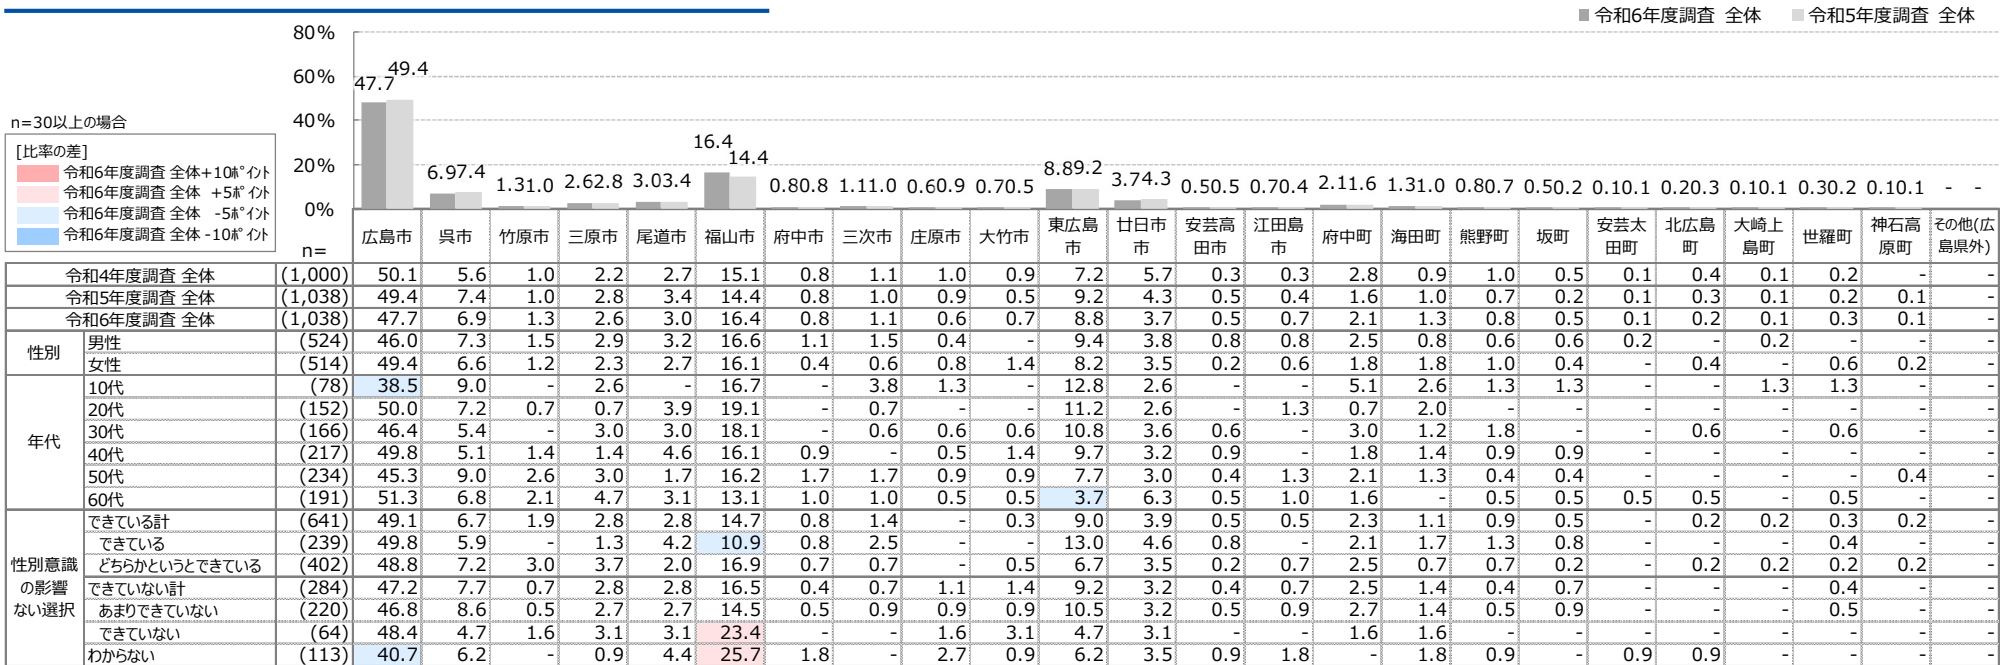 令和6年度調査 全体 令和5年度調査 全体
80%
60%
40%
20%
0%
47.7 49.4 6.9 7.4 1.3 1.0 2.6 2.8 3.0 3.4 16.4 14.4 0.8 0.8 1.1 1.0 0.6 0.9 0.7 0.5 8.8 9.2 3.7 4.3 0.5 0.5 0.7 0.4 2.1 1.6 1.3 1.0 0.8 0.7 0.5 0.2 0.1 0.1 0.2 0.3 0.1 0.1 0.3 0.2 0.1 0.1 - -
n=30以上の場合
[比率の差]
令和6年度調査 全体+10ポイント
令和6年度調査 全体 +5ポイント
令和6年度調査 全体 -5ポイント
令和6年度調査 全体 -10ポイント
n= 広島市 呉市 竹原市 三原市 尾道市 福山市 府中市 三次市 庄原市 大竹市 東広島市 廿日市市 安芸高田市 江田島市 府中町 海田町 熊野町 坂町 安芸太田町 北広島町 大崎上島町 世羅町 神石高原町 その他(広島県外)
令和4年度調査 全体 (1,000) 50.1 5.6 1.0 2.2 2.7 15.1 0.8 1.1 1.0 0.9 7.2 5.7 0.3 0.3 2.8 0.9 1.0 0.5 0.1 0.4 0.1 0.2 - -
令和5年度調査 全体 (1,038) 49.4 7.4 1.0 2.8 3.4 14.4 0.8 1.0 0.9 0.5 9.2 4.3 0.5 0.4 1.6 1.0 0.7 0.2 0.1 0.3 0.1 0.2 0.1 -
令和6年度調査 全体 (1,038) 47.7 6.9 1.3 2.6 3.0 16.4 0.8 1.1 0.6 0.7 8.8 3.7 0.5 0.7 2.1 1.3 0.8 0.5 0.1 0.2 0.1 0.3 0.1 -
性別
男性 (524) 46.0 7.3 1.5 2.9 3.2 16.6 1.1 1.5 0.4 - 9.4 3.8 0.8 0.8 2.5 0.8 0.6 0.6 0.2 - 0.2 - - -
女性 (514) 49.4 6.6 1.2 2.3 2.7 16.1 0.4 0.6 0.8 1.4 8.2 3.5 0.2 0.6 1.8 1.8 1.0 0.4 - 0.4 - 0.6 0.2 -
年代
10代 (78) 38.5 9.0 - 2.6 - 16.7 - 3.8 1.3 - 12.8 2.6 - - 5.1 2.6 1.3 1.3 - - 1.3 1.3 - -
20代 (152) 50.0 7.2 0.7 0.7 3.9 19.1 - 0.7 - - 11.2 2.6 - 1.3 0.7 2.0 - - - - - - - -
30代 (166) 46.4 5.4 - 3.0 3.0 18.1 - 0.6 0.6 0.6 10.8 3.6 0.6 - 3.0 1.2 1.8 - - 0.6 - 0.6 - -
40代 (217) 49.8 5.1 1.4 1.4 4.6 16.1 0.9 - 0.5 1.4 9.7 3.2 0.9 - 1.8 1.4 0.9 0.9 - - - - - -
50代 (234) 45.3 9.0 2.6 3.0 1.7 16.2 1.7 1.7 0.9 0.9 7.7 3.0 0.4 1.3 2.1 1.3 0.4 0.4 - - - - 0.4 -
60代 (191) 51.3 6.8 2.1 4.7 3.1 13.1 1.0 1.0 0.5 0.5 3.7 6.3 0.5 1.0 1.6 - 0.5 0.5 0.5 0.5 - 0.5 - -
性別意識の影響ない選択
できている計 (641) 49.1 6.7 1.9 2.8 2.8 14.7 0.8 1.4 - 0.3 9.0 3.9 0.5 0.5 2.3 1.1 0.9 0.5 - 0.2 0.2 0.3 0.2 -
できている (239) 49.8 5.9 - 1.3 4.2 10.9 0.8 2.5 - - 13.0 4.6 0.8 - 2.1 1.7 1.3 0.8 - - - 0.4 - -
どちらかというとできている (402) 48.8 7.2 3.0 3.7 2.0 16.9 0.7 0.7 - 0.5 6.7 3.5 0.2 0.7 2.5 0.7 0.7 0.2 - 0.2 0.2 0.2 0.2 -
できていない計 (284) 47.2 7.7 0.7 2.8 2.8 16.5 0.4 0.7 1.1 1.4 9.2 3.2 0.4 0.7 2.5 1.4 0.4 0.7 - - - 0.4 - -
あまりできていない (220) 46.8 8.6 0.5 2.7 2.7 14.5 0.5 0.9 0.9 0.9 10.5 3.2 0.5 0.9 2.7 1.4 0.5 0.9 - - - 0.5 - -
できていない (64) 48.4 4.7 1.6 3.1 3.1 23.4 - - 1.6 3.1 4.7 3.1 - - 1.6 1.6 - - - - - - - -
わからない (113) 40.7 6.2 - 0.9 4.4 25.7 1.8 - 2.7 0.9 6.2 3.5 0.9 1.8 - 1.8 0.9 - 0.9 0.9 - - - -